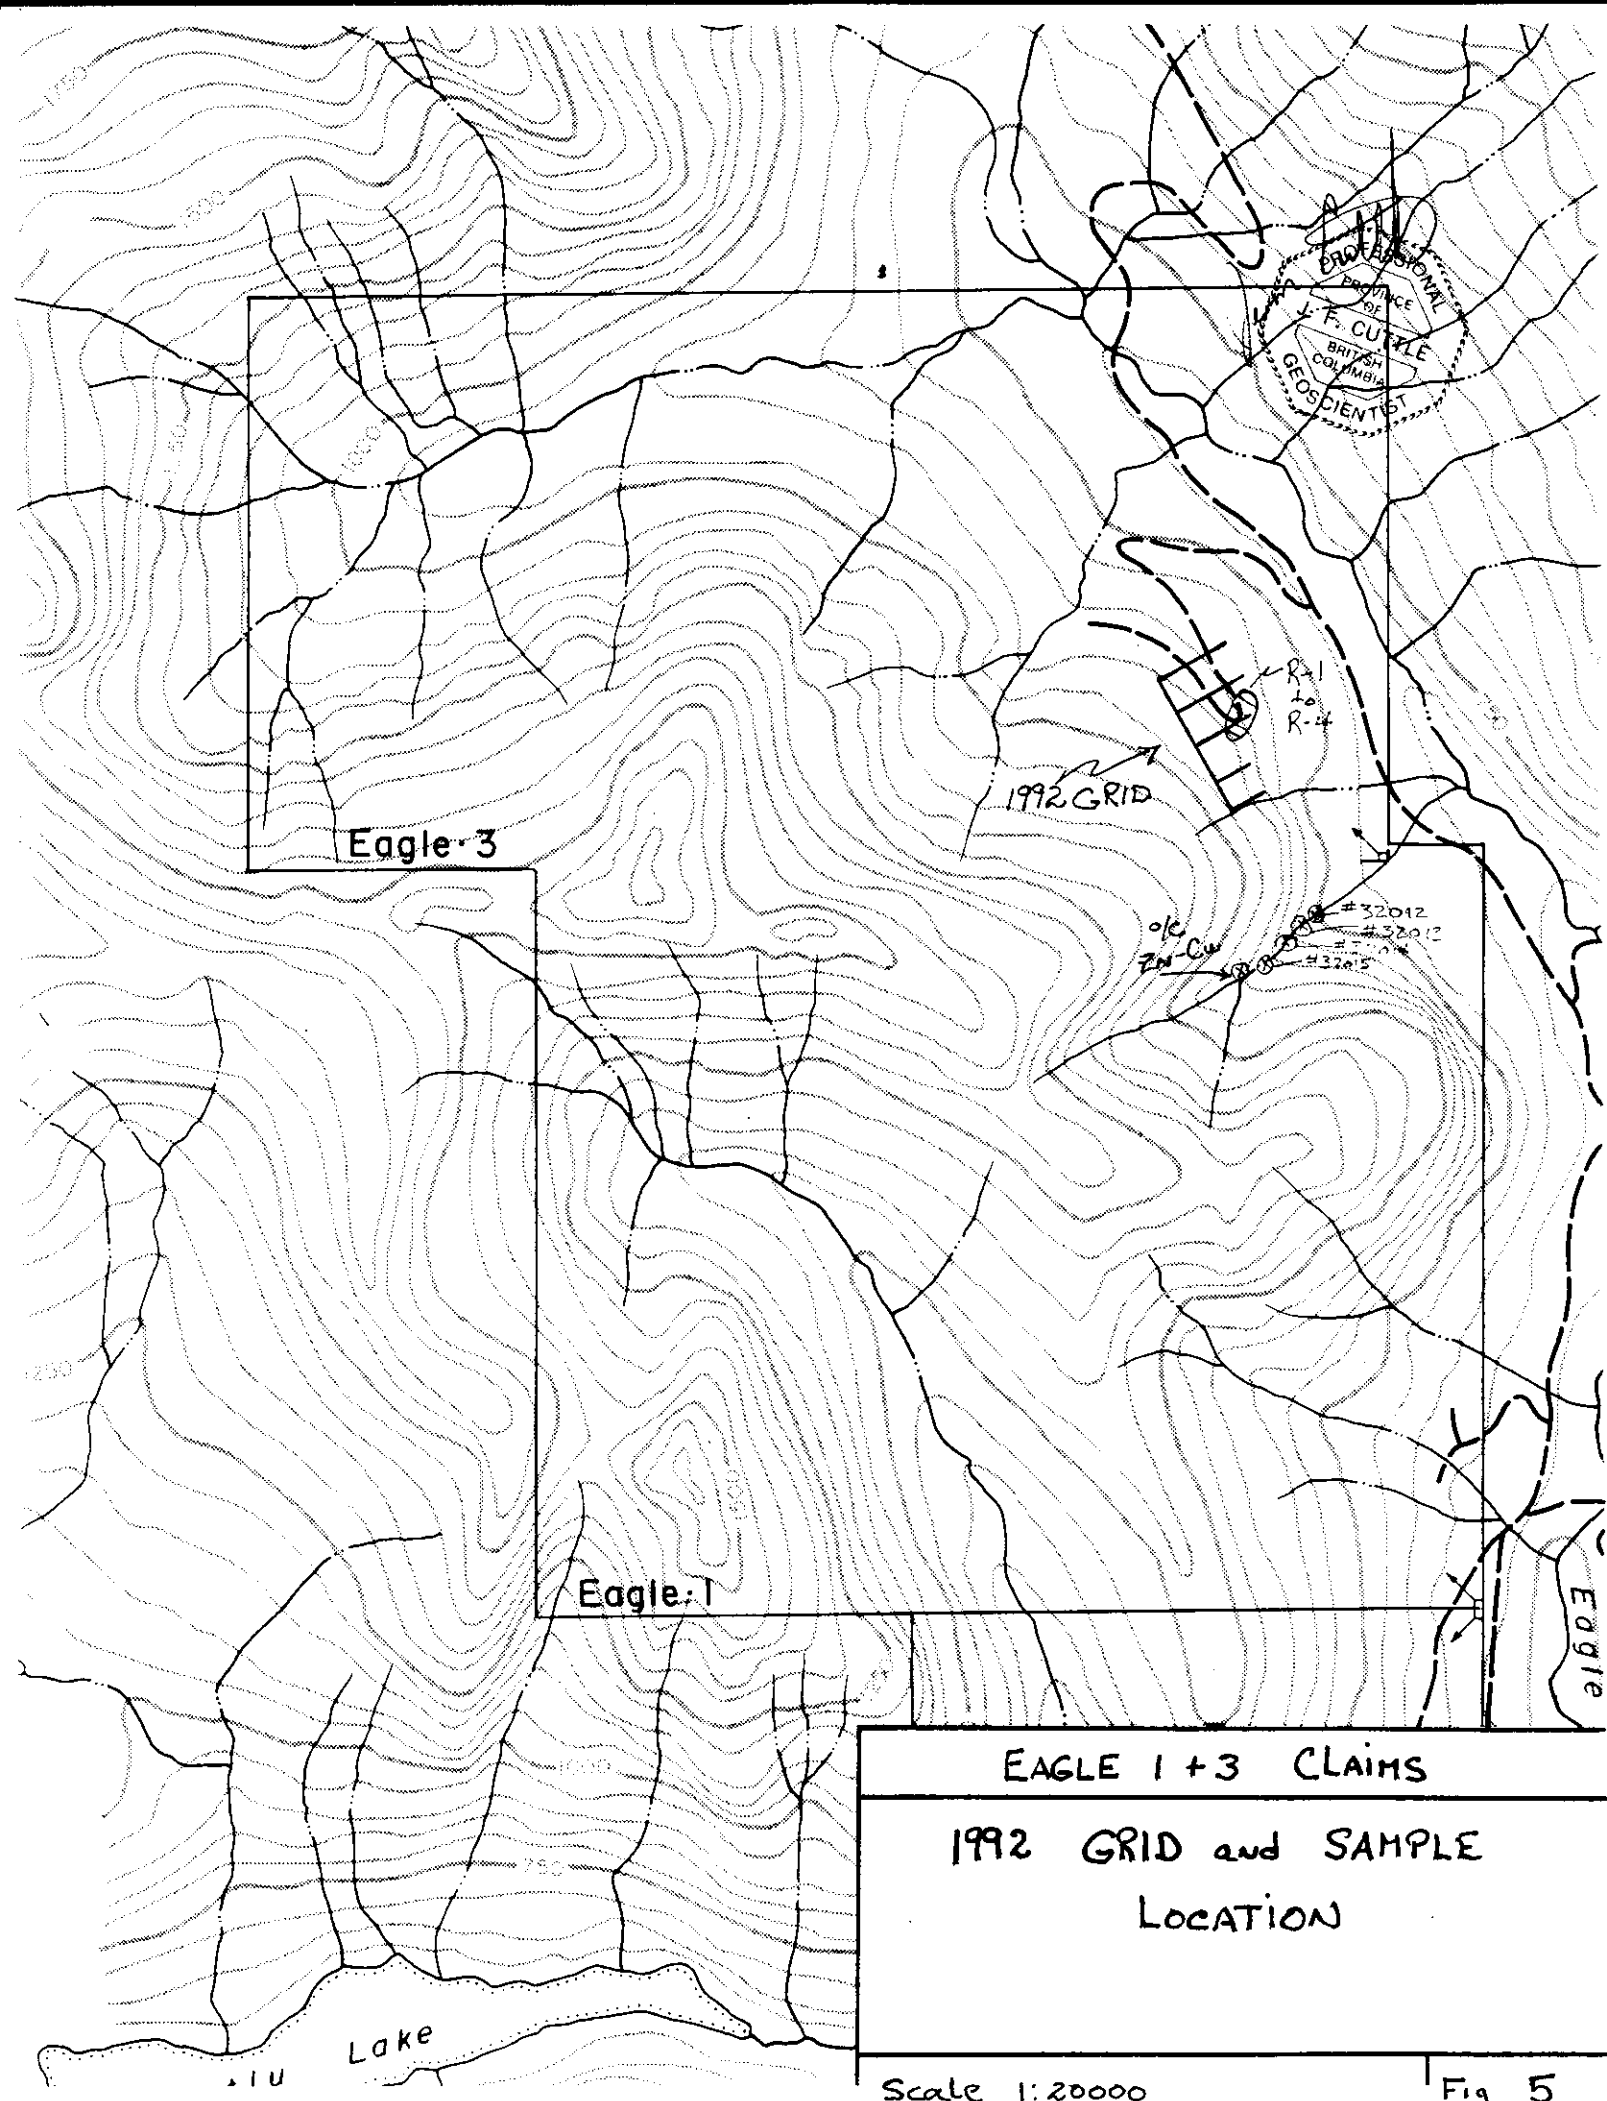 1750
1500
PROFESSIONAL
PROVINCE
OF
J. F. CUTTLE
BRITISH
COLUMBIA
GEOSCIENTIST
1000
R-1
to
R-4
1992 GRID
Eagle·3
o/c
Zn-Cu
#32012
#32013
#32015
1250
1500
Eagle·1
Eagle
1000
750
Lake
EAGLE 1 + 3 CLAIMS
1992 GRID and SAMPLE
LOCATION
Scale 1:20000
Fig 5